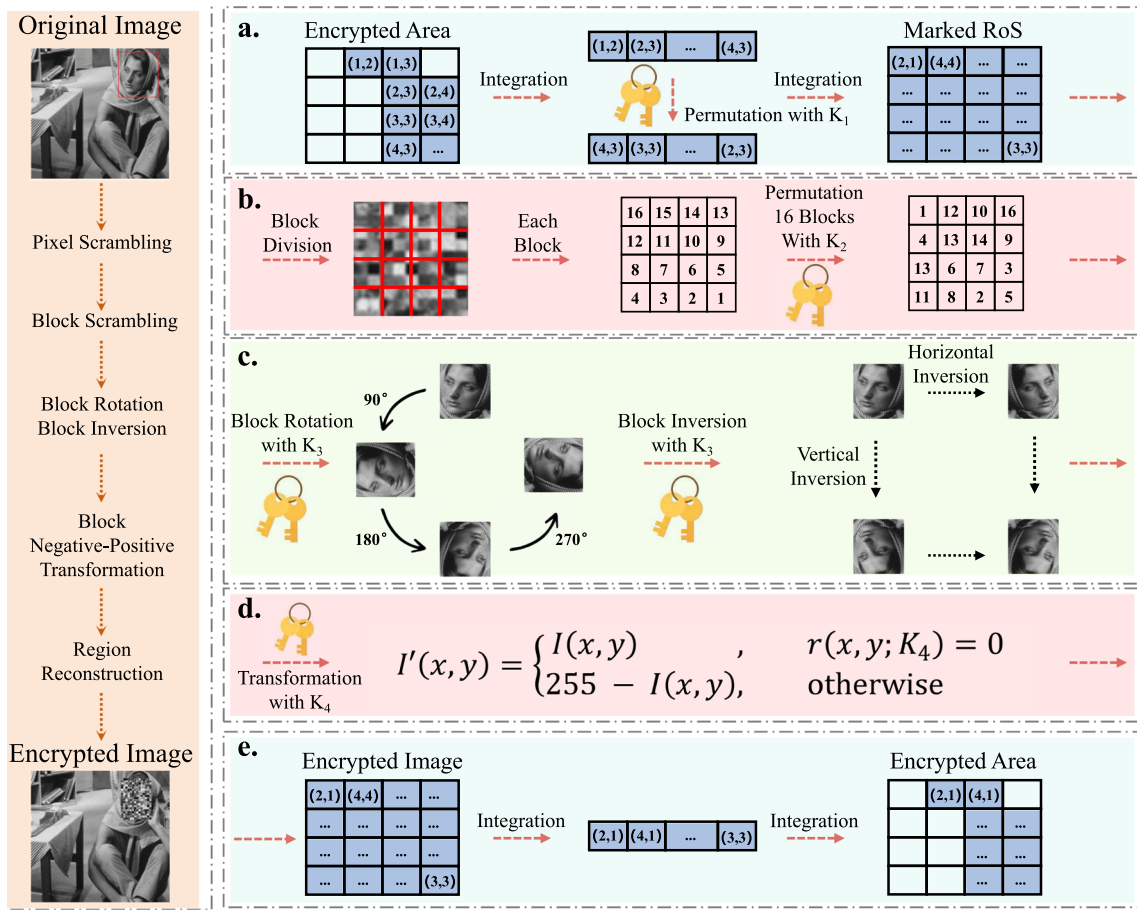 Original Image
Pixel Scrambling
Block Scrambling
Block Rotation
Block Inversion
Block
Negative-Positive
Transformation
Region
Reconstruction
Encrypted Image
a.
Encrypted Area
(1,2) (1,3)
(2,3) (2,4)
(3,3) (3,4)
(4,3) ...
Integration
(1,2) (2,3) ... (4,3)
Permutation with K1
(4,3) (3,3) ... (2,3)
Integration
Marked RoS
(2,1) (4,4) ... ...
... ... ... ...
... ... ... ...
... ... ... (3,3)
b.
Block
Division
Each
Block
16 15 14 13
12 11 10 9
8 7 6 5
4 3 2 1
Permutation
16 Blocks
With K2
1 12 10 16
4 13 14 9
13 6 7 3
11 8 2 5
c.
Block Rotation
with K3
90°
180°
270°
Block Inversion
with K3
Horizontal
Inversion
Vertical
Inversion
d.
Transformation
with K4
I'(x, y) = { I(x, y) , r(x, y; K4) = 0
255 − I(x, y), otherwise
e.
Encrypted Image
(2,1) (4,4) ... ...
... ... ... ...
... ... ... ...
... ... ... (3,3)
Integration
(2,1) (4,1) ... (3,3)
Integration
Encrypted Area
(2,1) (4,1)
... ...
... ...
... ...